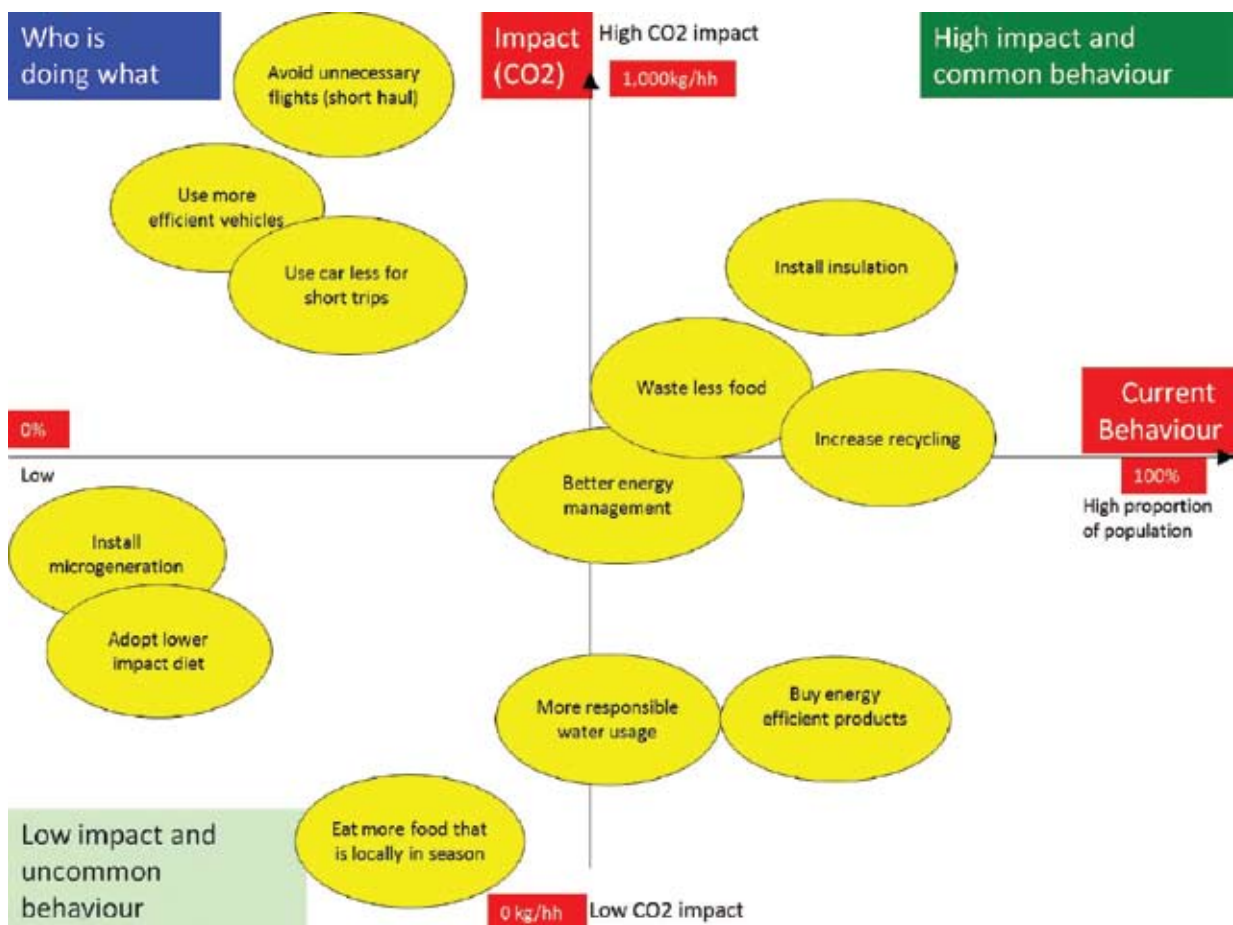 Who is
doing what
Avoid unnecessary
flights (short haul)
Impact
(CO2)
High CO2 impact
1,000kg/hh
High impact and
common behaviour
Use more
efficient vehicles
Use car less for
short trips
Install insulation
Waste less food
Increase recycling
Current
Behaviour
0%
Low
100%
High proportion
of population
Better energy
management
Install
microgeneration
Adopt lower
impact diet
More responsible
water usage
Buy energy
efficient products
Eat more food that
is locally in season
Low impact and
uncommon
behaviour
0 kg/hh
Low CO2 impact